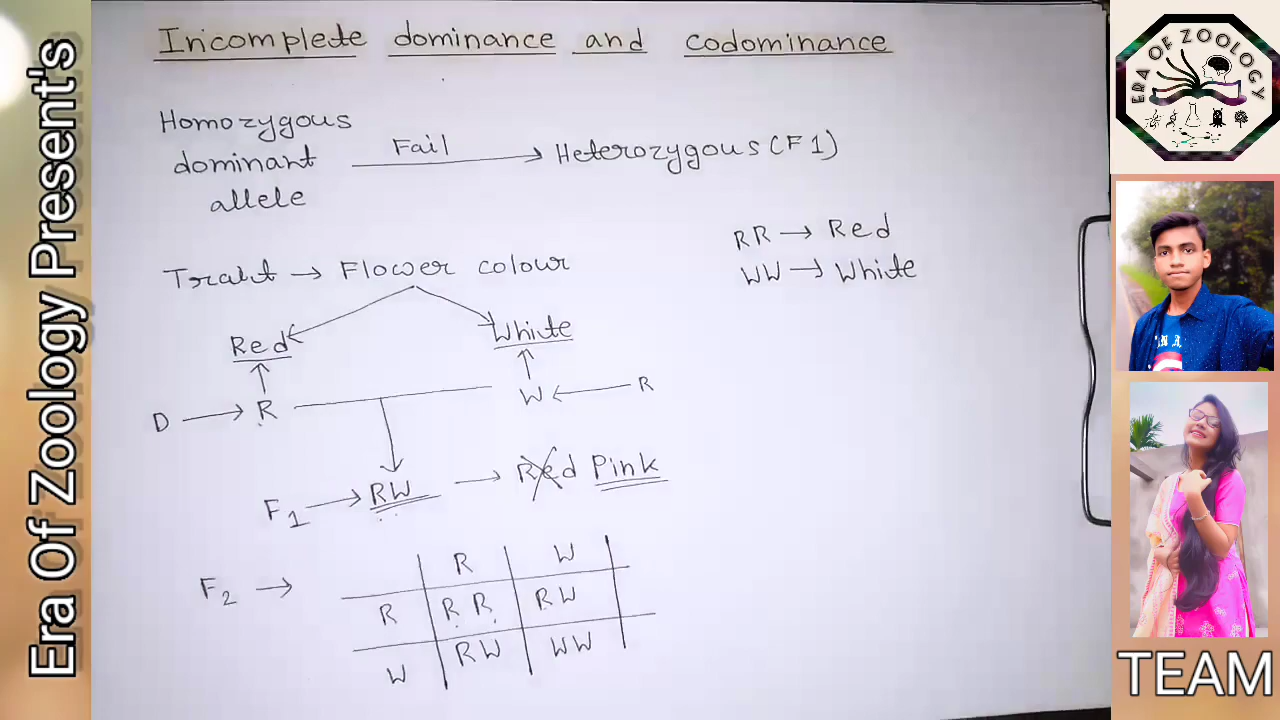 Era Of Zoology Present's
Incomplete dominance and codominance
Homozygous
dominant
allele
Fail
Heterozygous (F1)
RR → Red
WW → White
Trait → Flower colour
Red
White
D → R
W ← R
F1 → RW → Red Pink
F2 →
R W
R RR RW
W RW WW
ERA OF ZOOLOGY
TEAM